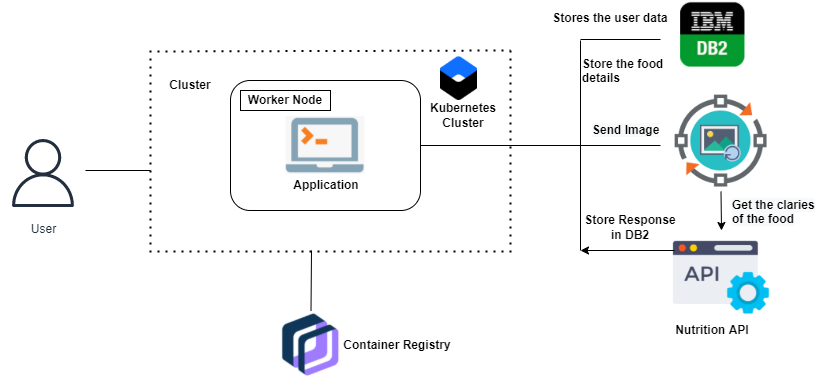 Stores the user data
IBM
DB2
Store the food
details
Cluster
Worker Node
Kubernetes
Cluster
Application
Send Image
User
Get the claries
of the food
Store Response
in DB2
API
Nutrition API
Container Registry